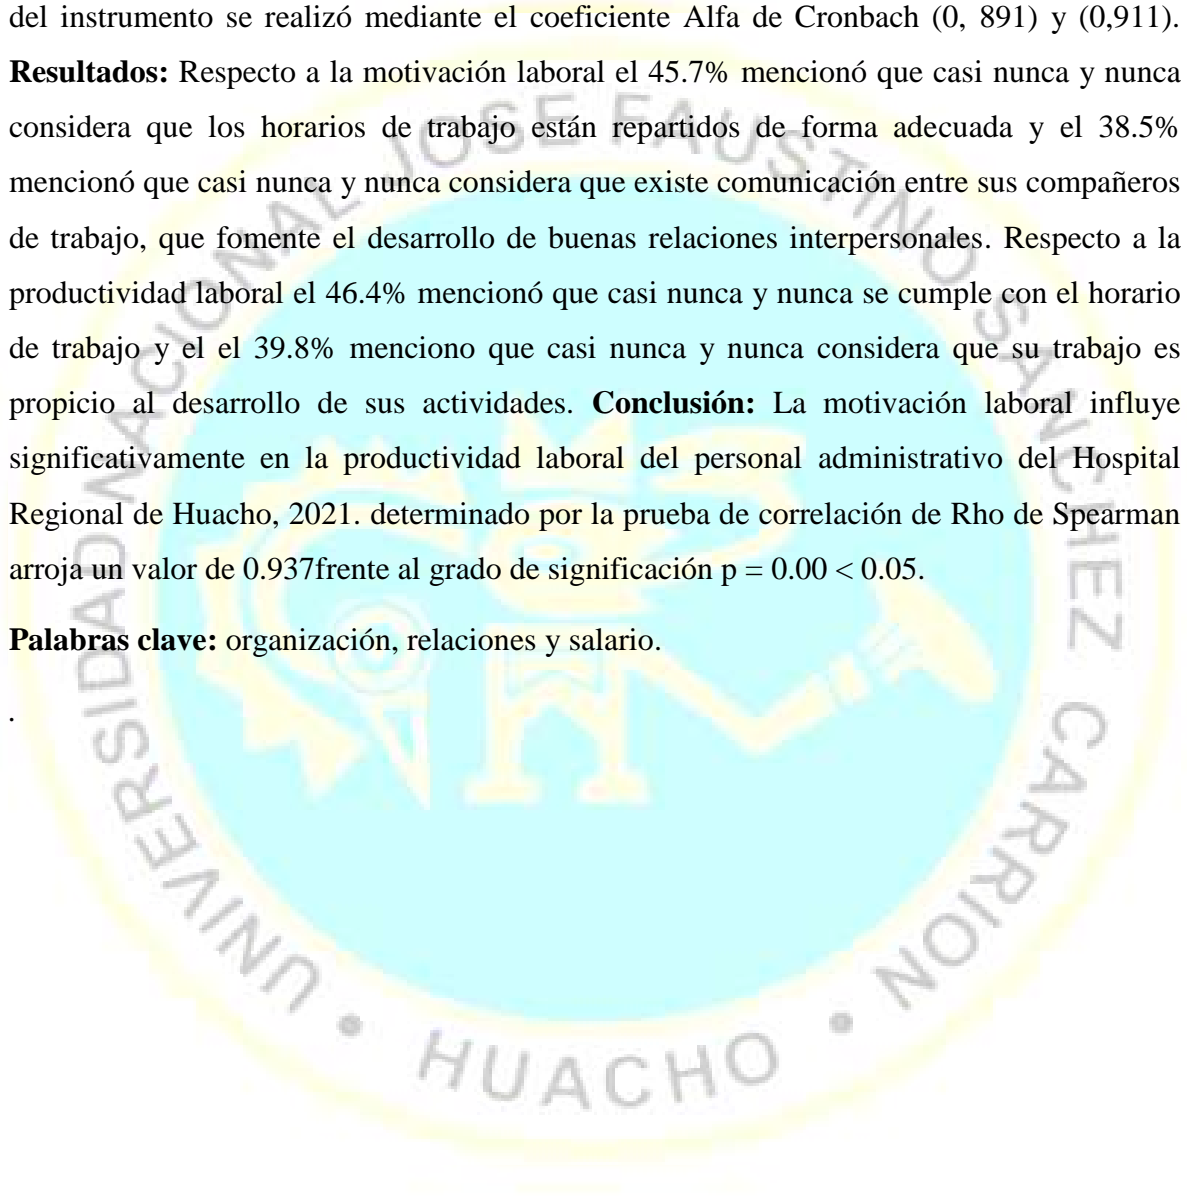 del instrumento se realizó mediante el coeficiente Alfa de Cronbach (0, 891) y (0,911).
Resultados: Respecto a la motivación laboral el 45.7% mencionó que casi nunca y nunca
considera que los horarios de trabajo están repartidos de forma adecuada y el 38.5%
mencionó que casi nunca y nunca considera que existe comunicación entre sus compañeros
de trabajo, que fomente el desarrollo de buenas relaciones interpersonales. Respecto a la
productividad laboral el 46.4% mencionó que casi nunca y nunca se cumple con el horario
de trabajo y el el 39.8% menciono que casi nunca y nunca considera que su trabajo es
propicio al desarrollo de sus actividades. Conclusión: La motivación laboral influye
significativamente en la productividad laboral del personal administrativo del Hospital
Regional de Huacho, 2021. determinado por la prueba de correlación de Rho de Spearman
arroja un valor de 0.937frente al grado de significación p = 0.00 < 0.05.
Palabras clave: organización, relaciones y salario.
.
UNIVERSIDAD NACIONAL JOSE FAUSTINO SANCHEZ CARRION • HUACHO •